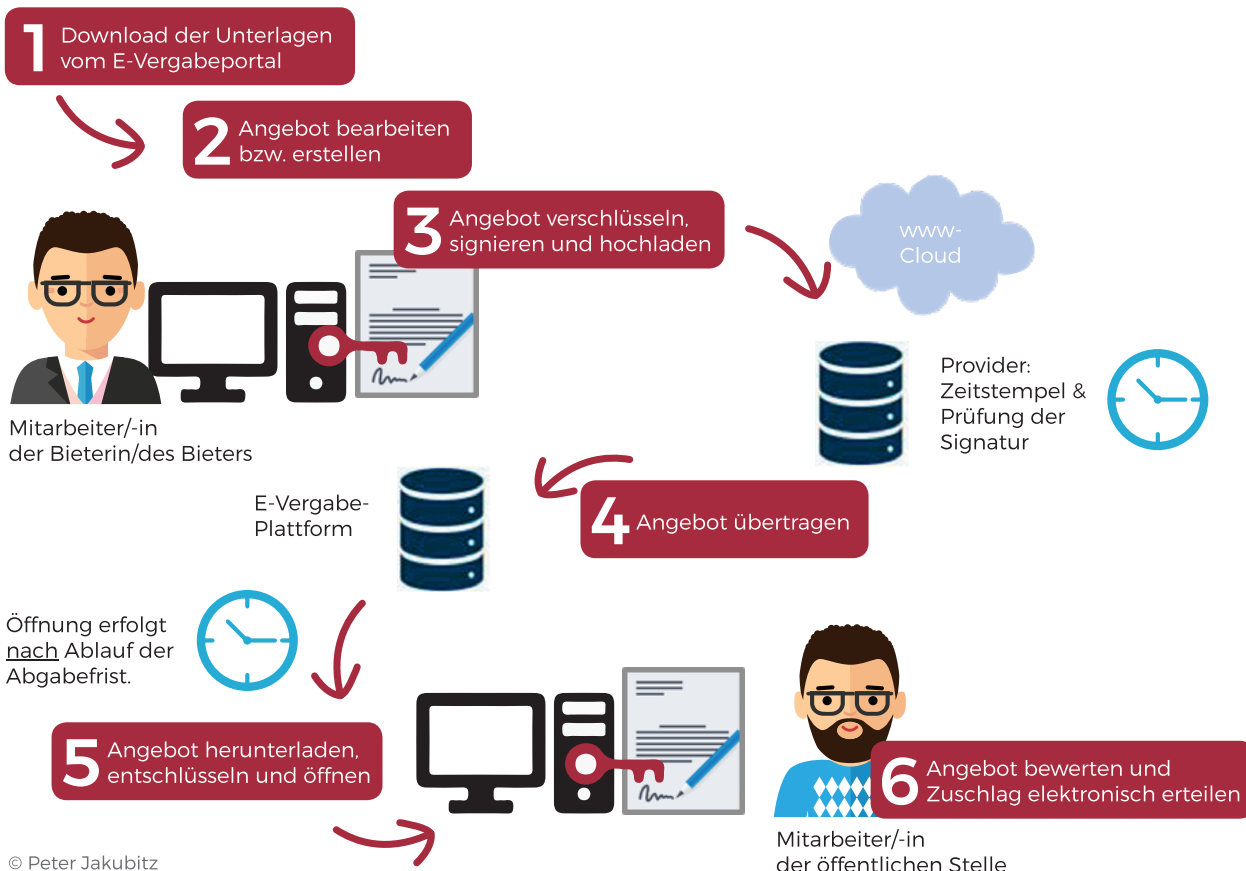 1 Download der Unterlagen
vom E-Vergabeportal
2 Angebot bearbeiten
bzw. erstellen
3 Angebot verschlüsseln,
signieren und hochladen
www-
Cloud
Provider:
Zeitstempel &
Prüfung der
Signatur
Mitarbeiter/-in
der Bieterin/des Bieters
E-Vergabe-
Plattform
4 Angebot übertragen
Öffnung erfolgt
nach Ablauf der
Abgabefrist.
5 Angebot herunterladen,
entschlüsseln und öffnen
6 Angebot bewerten und
Zuschlag elektronisch erteilen
Mitarbeiter/-in
der öffentlichen Stelle
© Peter Jakubitz